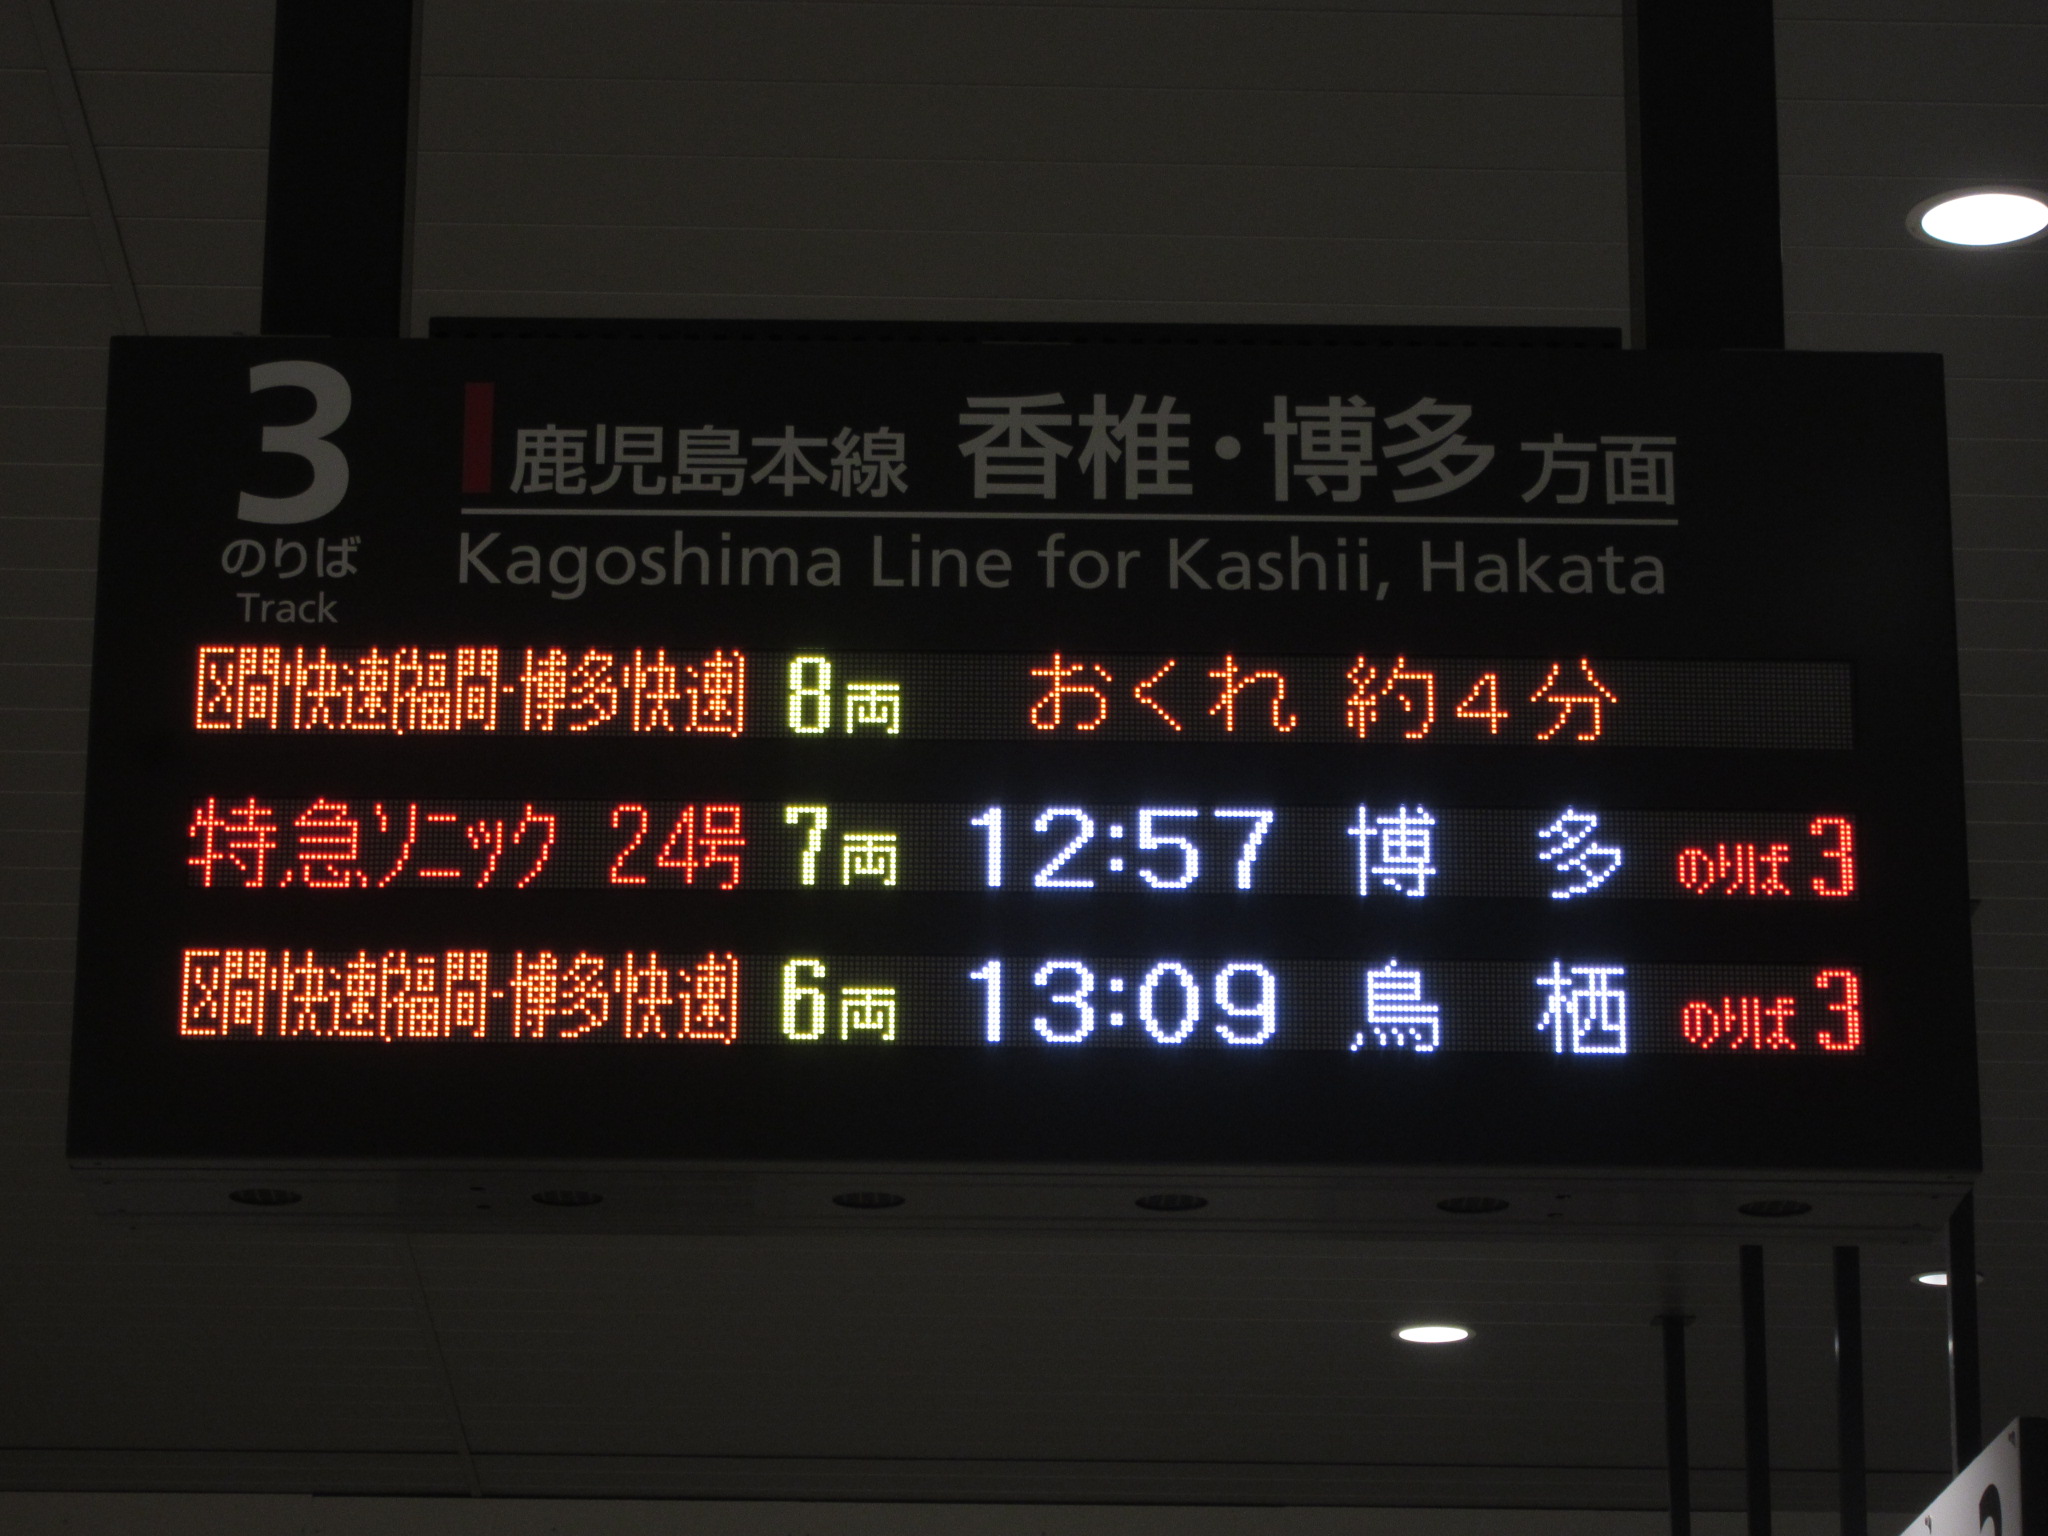 3
のりば
Track
鹿児島本線 香椎・博多 方面
Kagoshima Line for Kashii, Hakata
区間快速(福間・博多快速) 8両 おくれ 約4分
特急ソニック 24号 7両 12:57 博 多 のりば 3
区間快速(福間・博多快速) 6両 13:09 鳥 栖 のりば 3